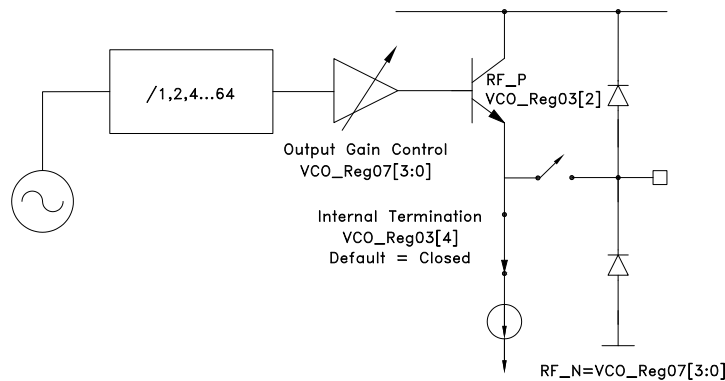 /1,2,4...64
RF_P
VCO_Reg03[2]
Output Gain Control
VCO_Reg07[3:0]
Internal Termination
VCO_Reg03[4]
Default = Closed
RF_N=VCO_Reg07[3:0]